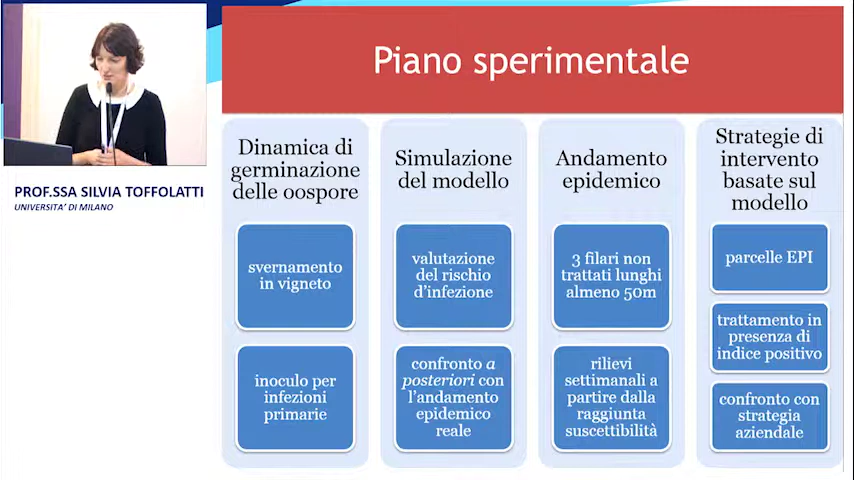 Piano sperimentale
PROF.SSA SILVIA TOFFOLATTI
UNIVERSITA' DI MILANO
Dinamica di
germinazione
delle oospore
svernamento
in vigneto
inoculo per
infezioni
primarie
Simulazione
del modello
valutazione
del rischio
d'infezione
confronto a
posteriori con
l'andamento
epidemico
reale
Andamento
epidemico
3 filari non
trattati lunghi
almeno 50m
rilievi
settimanali a
partire dalla
raggiunta
suscettibilità
Strategie di
intervento
basate sul
modello
parcelle EPI
trattamento in
presenza di
indice positivo
confronto con
strategia
aziendale